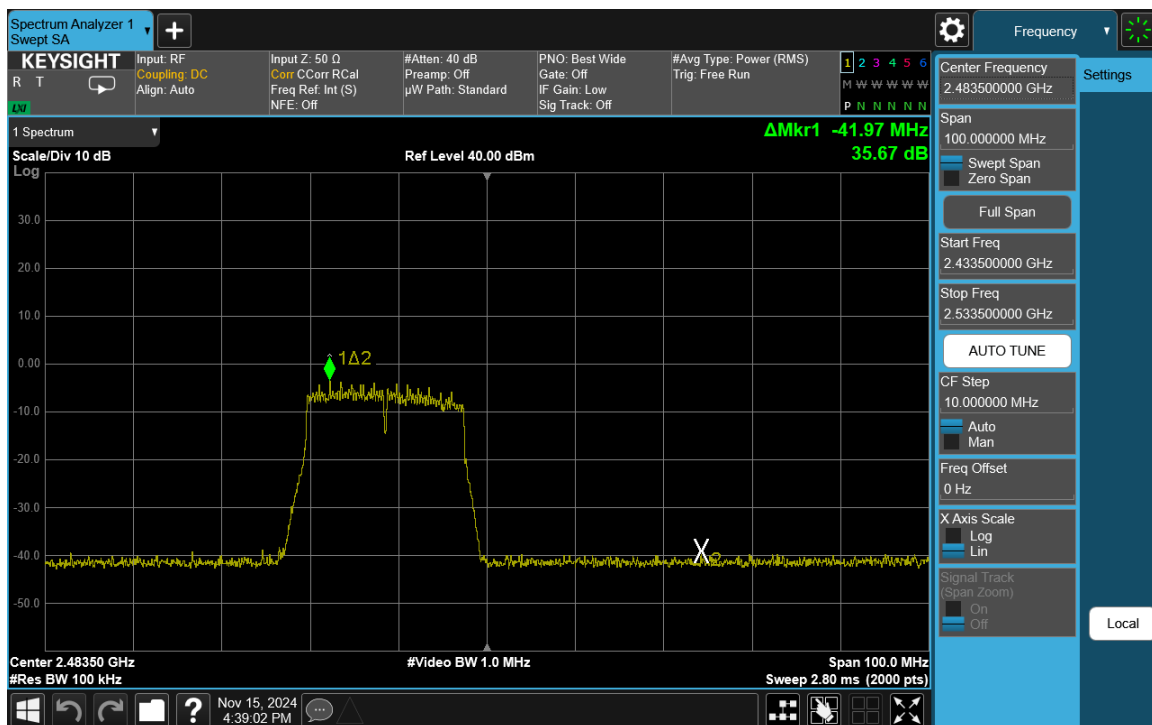 Spectrum Analyzer 1
Swept SA
+
Frequency
KEYSIGHT
R T
LXI
Input: RF
Coupling: DC
Align: Auto
Input Z: 50 Ω
Corr CCorr RCal
Freq Ref: Int (S)
NFE: Off
#Atten: 40 dB
Preamp: Off
µW Path: Standard
PNO: Best Wide
Gate: Off
IF Gain: Low
Sig Track: Off
#Avg Type: Power (RMS)
Trig: Free Run
1 2 3 4 5 6
M W W W W W
P N N N N N
1 Spectrum
ΔMkr1 -41.97 MHz
35.67 dB
Scale/Div 10 dB
Ref Level 40.00 dBm
Log
30.0
20.0
10.0
0.00
-10.0
-20.0
-30.0
-40.0
-50.0
1Δ2
X
Center 2.48350 GHz
#Res BW 100 kHz
#Video BW 1.0 MHz
Span 100.0 MHz
Sweep 2.80 ms (2000 pts)
Center Frequency
2.483500000 GHz
Span
100.000000 MHz
Swept Span
Zero Span
Full Span
Start Freq
2.433500000 GHz
Stop Freq
2.533500000 GHz
AUTO TUNE
CF Step
10.000000 MHz
Auto
Man
Freq Offset
0 Hz
X Axis Scale
Log
Lin
Signal Track
(Span Zoom)
On
Off
Settings
Local
?
Nov 15, 2024
4:39:02 PM